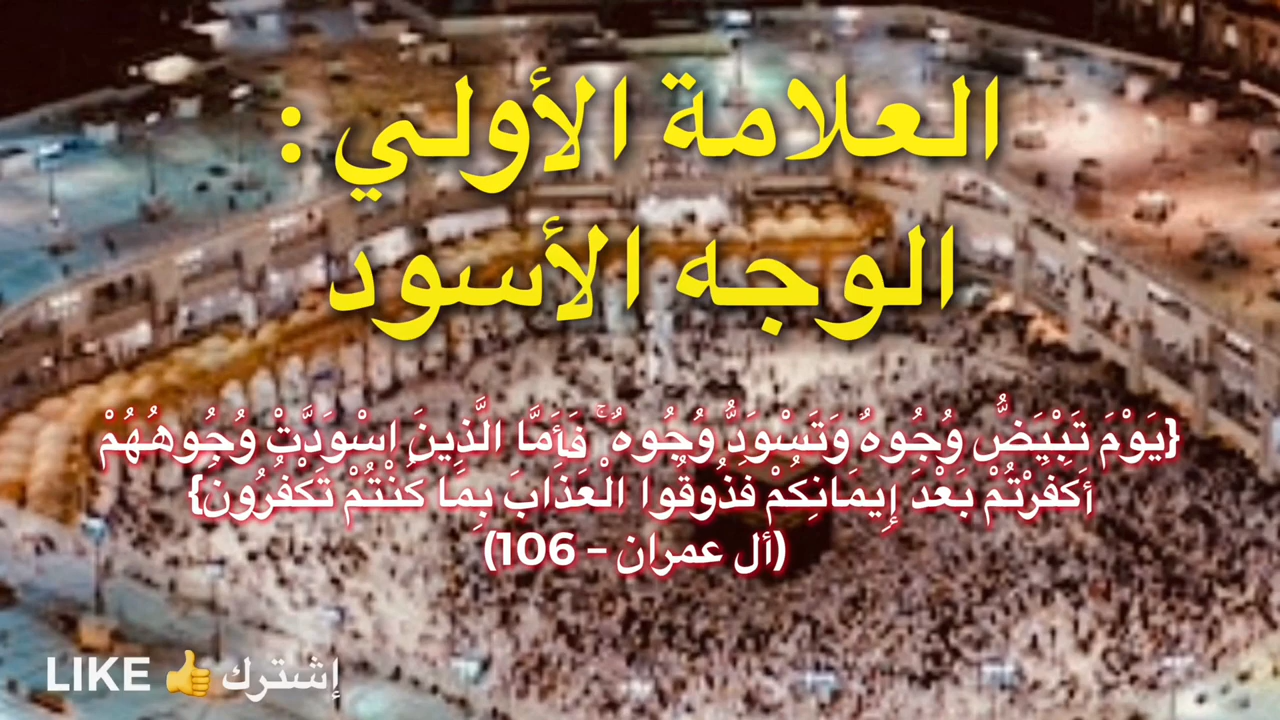 العلامة الأولي :
الوجه الأسود
{يَوْمَ تَبْيَضُّ وُجُوهٌ وَتَسْوَدُّ وُجُوهٌ ۚ فَأَمَّا الَّذِينَ اسْوَدَّتْ وُجُوهُهُمْ
أَكَفَرْتُمْ بَعْدَ إِيمَانِكُمْ فَذُوقُوا الْعَذَابَ بِمَا كُنْتُمْ تَكْفُرُونَ}
(أل عمران – 106)
إشترك 👍 LIKE